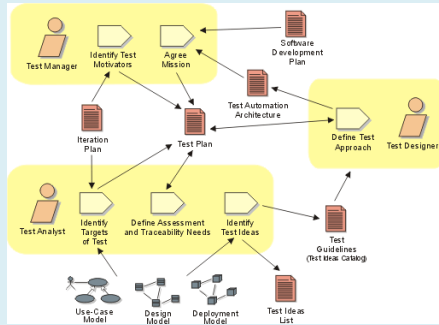 Test Manager
Identify Test
Motivators
Agree
Mission
Software
Development
Plan
Iteration
Plan
Test Plan
Test Automation
Architecture
Define Test
Approach
Test Designer
Test Analyst
Identify
Targets
of Test
Define Assessment
and Traceability Needs
Identify
Test Ideas
Test
Guidelines
(Test Ideas Catalog)
Use-Case
Model
Design
Model
Deployment
Model
Test Ideas
List